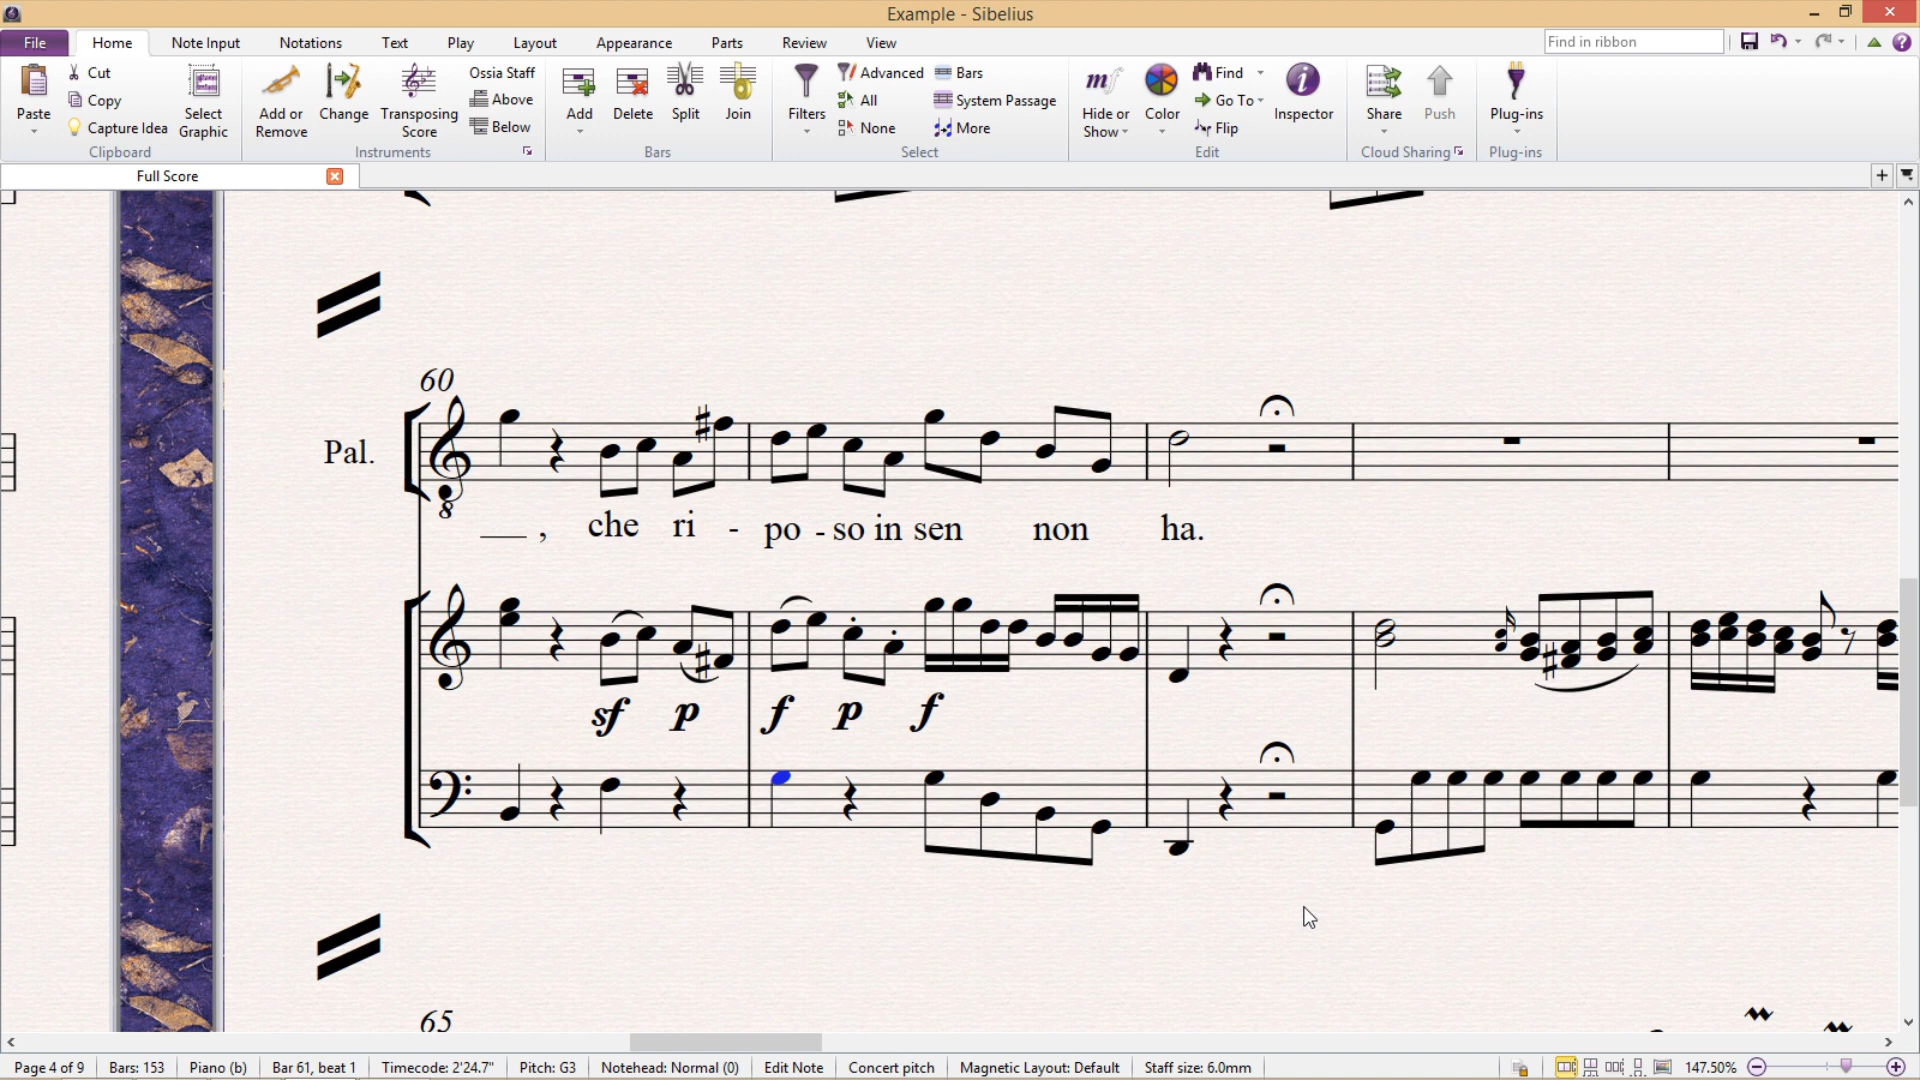 Example - Sibelius
File Home Note Input Notations Text Play Layout Appearance Parts Review View Find in ribbon
Paste Cut Copy Capture Idea Select Graphic Clipboard
Add or Remove Change Transposing Score Ossia Staff Above Below Instruments
Add Delete Split Join Bars
Filters Advanced All None Bars System Passage More Select
Hide or Show Color Find Go To Flip Inspector Edit
Share Push Cloud Sharing
Plug-ins Plug-ins
Full Score
60
Pal.
8
, che ri - po - so in sen non ha.
sf p f p f
65
Page 4 of 9 Bars: 153 Piano (b) Bar 61, beat 1 Timecode: 2'24.7" Pitch: G3 Notehead: Normal (0) Edit Note Concert pitch Magnetic Layout: Default Staff size: 6.0mm 147.50%